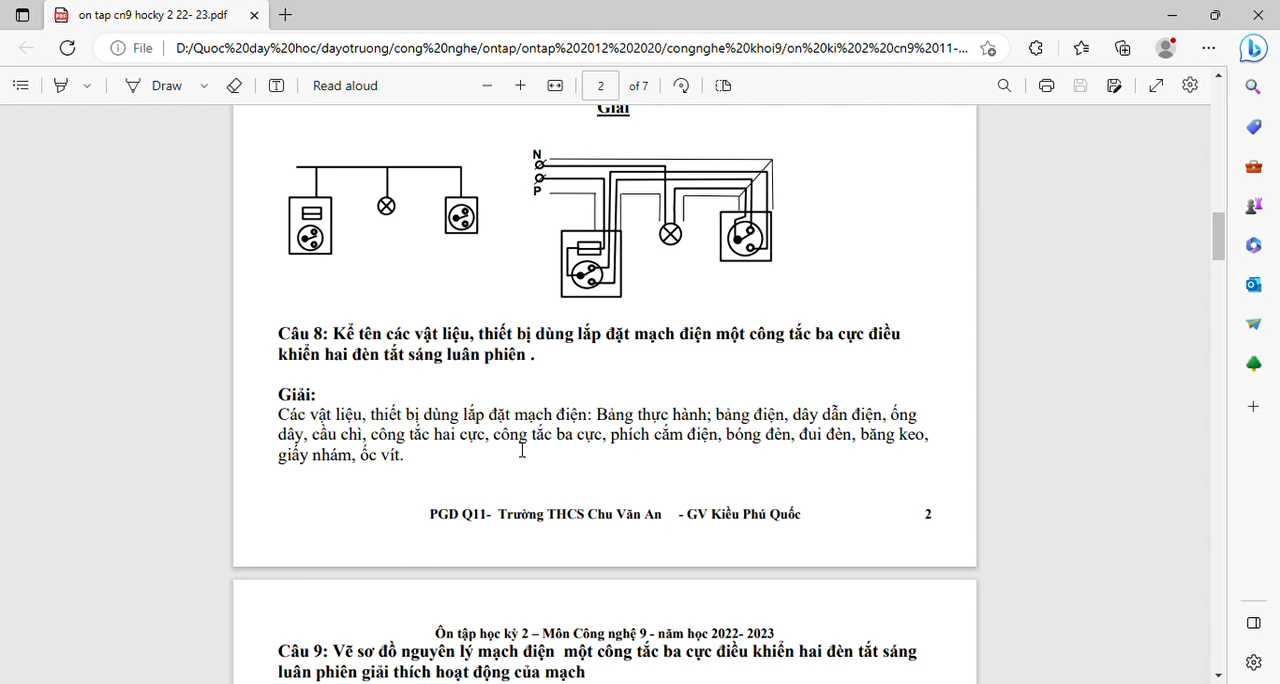 on tap cn9 hocky 2 22- 23.pdf
File
D:/Quoc%20day%20hoc/dayotruong/cong%20nghe/ontap/ontap%202012%202020/congnghe%20khoi9/on%20ki%202%20cn9%2011-...
Draw
Read aloud
2
of 7
Giải
N
P
Câu 8: Kể tên các vật liệu, thiết bị dùng lắp đặt mạch điện một công tắc ba cực điều
khiển hai đèn tắt sáng luân phiên .
Giải:
Các vật liệu, thiết bị dùng lắp đặt mạch điện: Bảng thực hành; bảng điện, dây dẫn điện, ống
dây, cầu chì, công tắc hai cực, công tắc ba cực, phích cắm điện, bóng đèn, đui đèn, băng keo,
giấy nhám, ốc vít.
PGD Q11- Trường THCS Chu Văn An - GV Kiều Phú Quốc
2
Ôn tập học kỳ 2 – Môn Công nghệ 9 - năm học 2022- 2023
Câu 9: Vẽ sơ đồ nguyên lý mạch điện một công tắc ba cực điều khiển hai đèn tắt sáng
luân phiên giải thích hoạt động của mạch